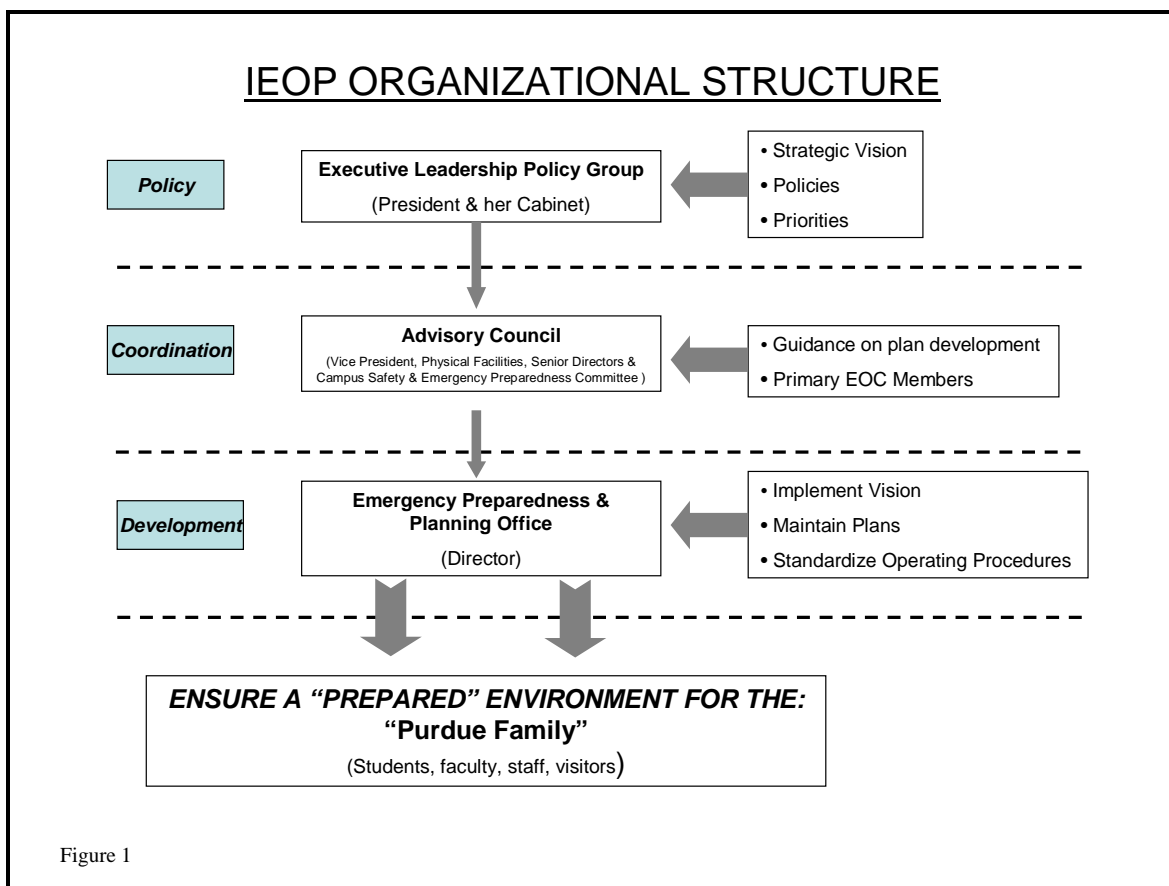 IEOP ORGANIZATIONAL STRUCTURE
Policy
Executive Leadership Policy Group
(President & her Cabinet)
• Strategic Vision
• Policies
• Priorities
Coordination
Advisory Council
(Vice President, Physical Facilities, Senior Directors &
Campus Safety & Emergency Preparedness Committee )
• Guidance on plan development
• Primary EOC Members
Development
Emergency Preparedness &
Planning Office
(Director)
• Implement Vision
• Maintain Plans
• Standardize Operating Procedures
ENSURE A “PREPARED” ENVIRONMENT FOR THE:
“Purdue Family”
(Students, faculty, staff, visitors)
Figure 1